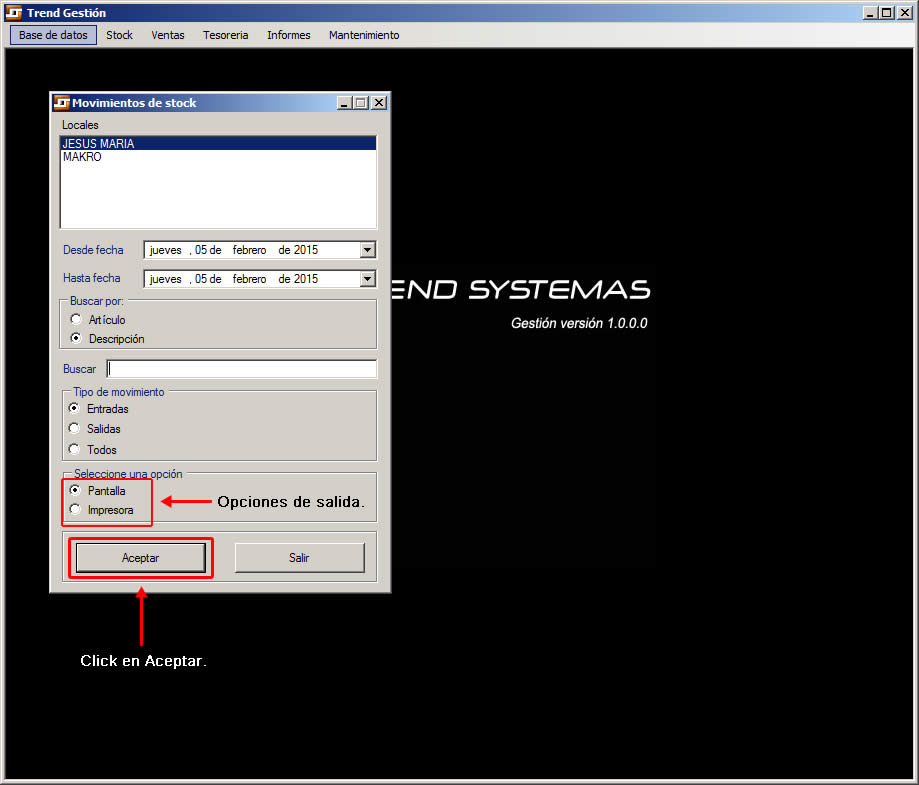 Trend Gestión
Base de datos Stock Ventas Tesoreria Informes Mantenimiento
Movimientos de stock
Locales
JESUS MARIA
MAKRO
Desde fecha jueves , 05 de febrero de 2015
Hasta fecha jueves , 05 de febrero de 2015
Buscar por:
Artículo
Descripción
Buscar
Tipo de movimiento
Entradas
Salidas
Todos
Seleccione una opción
Pantalla
Impresora
Opciones de salida.
Aceptar Salir
Click en Aceptar.
END SYSTEMAS
Gestión versión 1.0.0.0